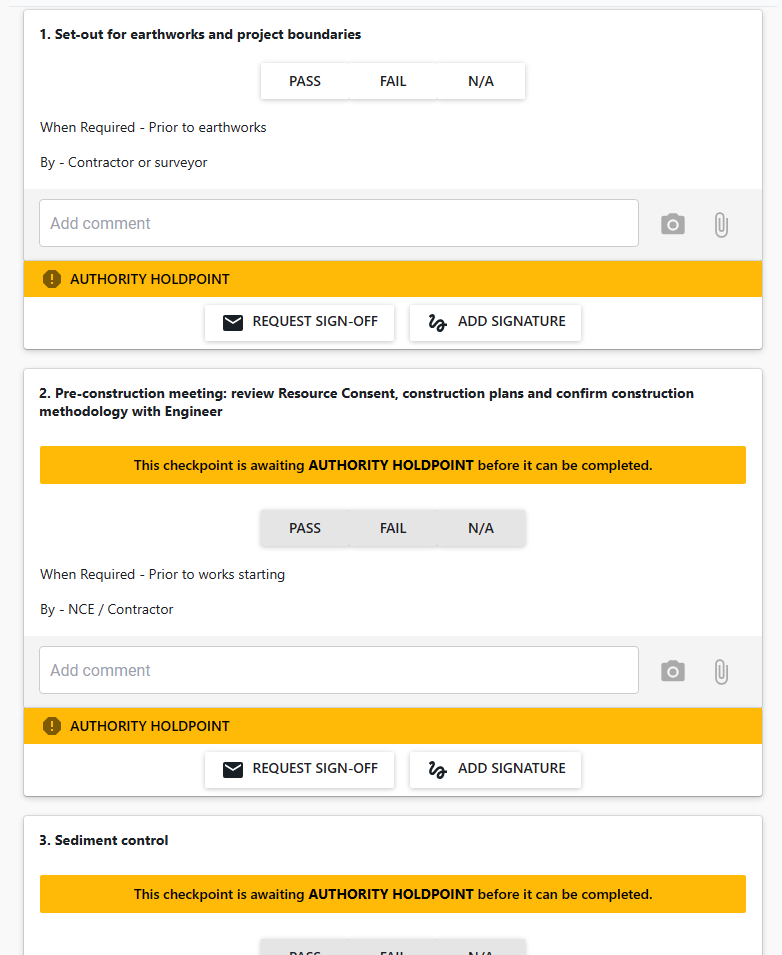 1. Set-out for earthworks and project boundaries
PASS FAIL N/A
When Required - Prior to earthworks
By - Contractor or surveyor
Add comment
AUTHORITY HOLDPOINT
REQUEST SIGN-OFF ADD SIGNATURE
2. Pre-construction meeting: review Resource Consent, construction plans and confirm construction
methodology with Engineer
This checkpoint is awaiting AUTHORITY HOLDPOINT before it can be completed.
PASS FAIL N/A
When Required - Prior to works starting
By - NCE / Contractor
Add comment
AUTHORITY HOLDPOINT
REQUEST SIGN-OFF ADD SIGNATURE
3. Sediment control
This checkpoint is awaiting AUTHORITY HOLDPOINT before it can be completed.
PASS FAIL N/A